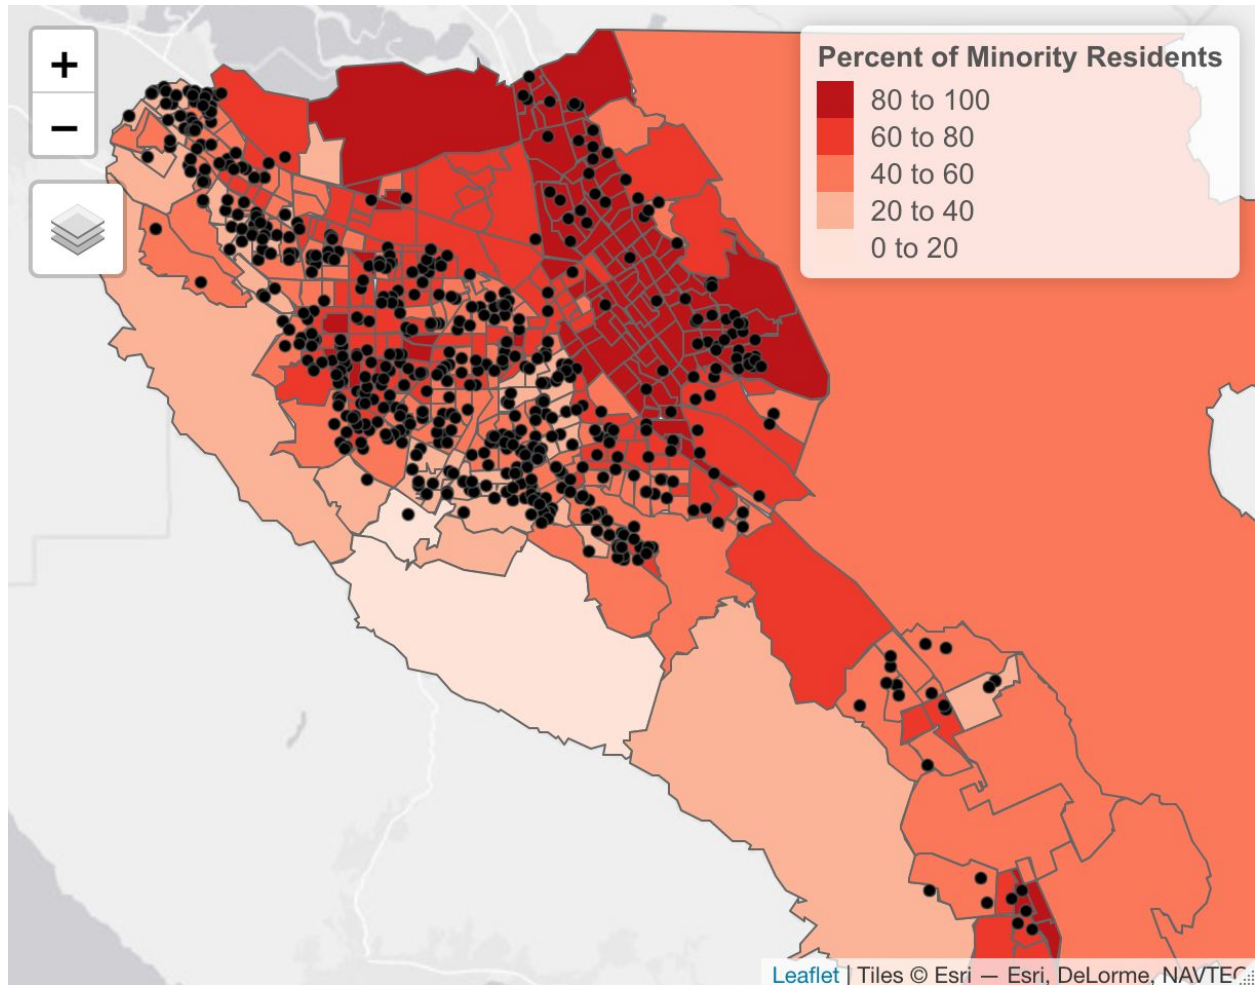 +
−
Percent of Minority Residents
80 to 100
60 to 80
40 to 60
20 to 40
0 to 20
Leaflet | Tiles © Esri — Esri, DeLorme, NAVTEC